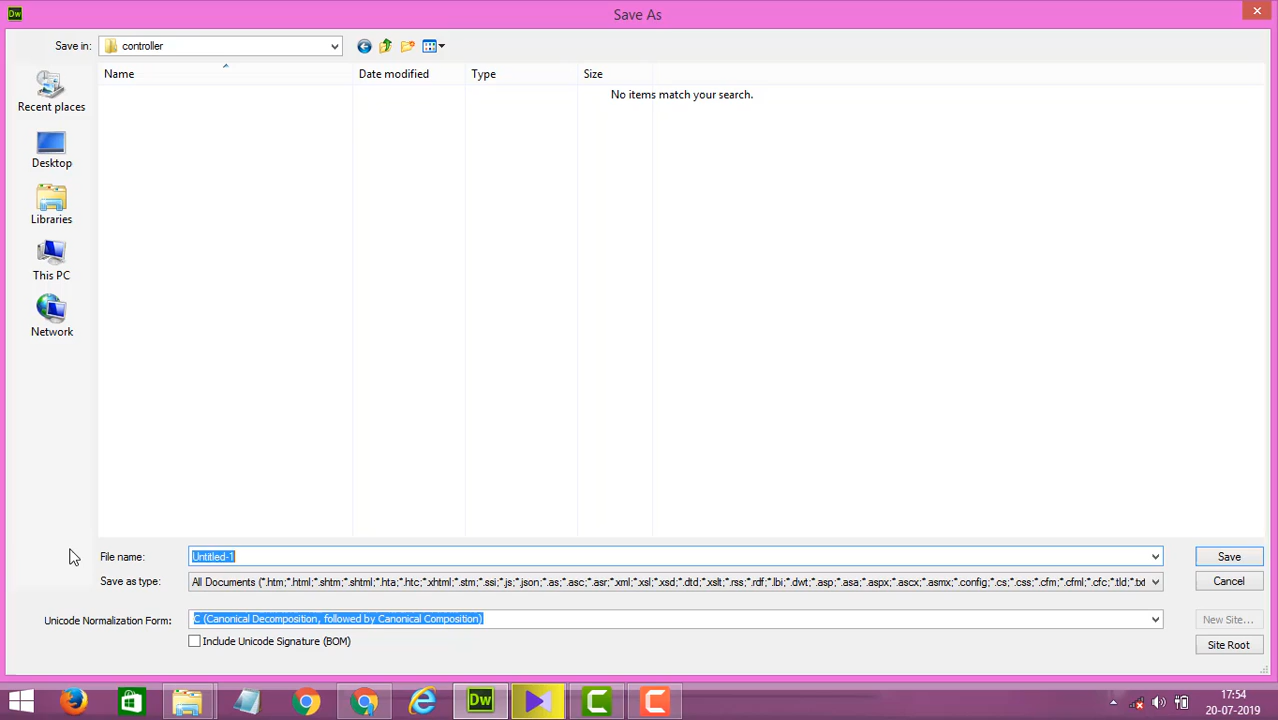 Dw
Save As
Save in:
controller
Name
Date modified
Type
Size
No items match your search.
Recent places
Desktop
Libraries
This PC
Network
File name:
Untitled-1
Save
Save as type:
All Documents (*.htm;*.html;*.shtm;*.shtml;*.hta;*.htc;*.xhtml;*.stm;*.ssi;*.js;*.json;*.as;*.asc;*.asr;*.xml;*.xsl;*.xsd;*.dtd;*.xslt;*.rss;*.rdf;*.lbi;*.dwt;*.asp;*.asa;*.aspx;*.ascx;*.asmx;*.config;*.cs;*.css;*.cfm;*.cfml;*.cfc;*.tld;*.txt
Cancel
Unicode Normalization Form:
C (Canonical Decomposition, followed by Canonical Composition)
New Site...
Include Unicode Signature (BOM)
Site Root
Dw
17:54
20-07-2019